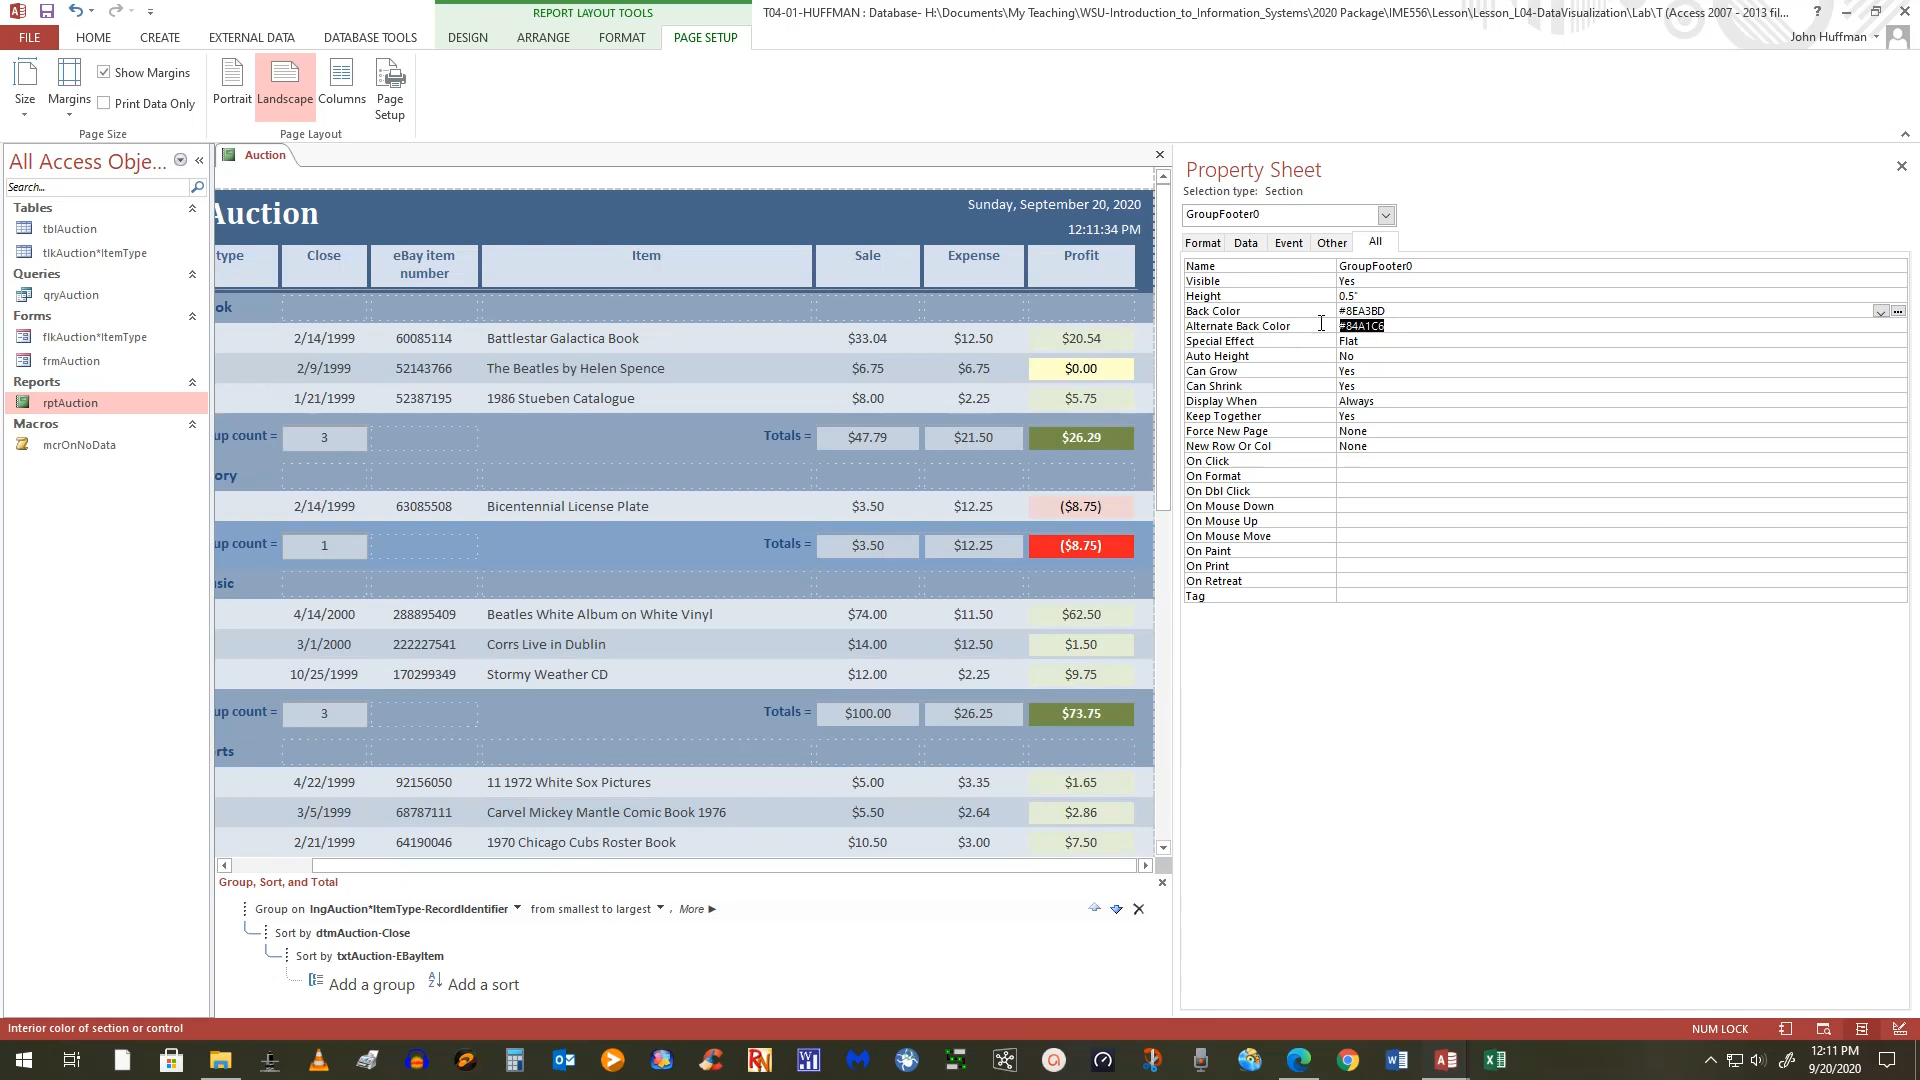 REPORT LAYOUT TOOLS
T04-01-HUFFMAN : Database- H:\Documents\My Teaching\WSU-Introduction_to_Information_Systems\2020 Package\IME556\Lesson\Lesson_L04-DataVisualization\Lab\T (Access 2007 - 2013 fil...
FILE HOME CREATE EXTERNAL DATA DATABASE TOOLS DESIGN ARRANGE FORMAT PAGE SETUP
John Huffman
Size Margins Show Margins Print Data Only
Portrait Landscape Columns Page Setup
Page Size Page Layout
All Access Obje...
Search...
Tables
tblAuction
tlkAuction*ItemType
Queries
qryAuction
Forms
flkAuction*ItemType
frmAuction
Reports
rptAuction
Macros
mcrOnNoData
Auction
Auction
Sunday, September 20, 2020
12:11:34 PM
type Close eBay item number Item Sale Expense Profit
ok
2/14/1999 60085114 Battlestar Galactica Book $33.04 $12.50 $20.54
2/9/1999 52143766 The Beatles by Helen Spence $6.75 $6.75 $0.00
1/21/1999 52387195 1986 Stueben Catalogue $8.00 $2.25 $5.75
up count = 3 Totals = $47.79 $21.50 $26.29
ory
2/14/1999 63085508 Bicentennial License Plate $3.50 $12.25 ($8.75)
up count = 1 Totals = $3.50 $12.25 ($8.75)
sic
4/14/2000 288895409 Beatles White Album on White Vinyl $74.00 $11.50 $62.50
3/1/2000 222227541 Corrs Live in Dublin $14.00 $12.50 $1.50
10/25/1999 170299349 Stormy Weather CD $12.00 $2.25 $9.75
up count = 3 Totals = $100.00 $26.25 $73.75
rts
4/22/1999 92156050 11 1972 White Sox Pictures $5.00 $3.35 $1.65
3/5/1999 68787111 Carvel Mickey Mantle Comic Book 1976 $5.50 $2.64 $2.86
2/21/1999 64190046 1970 Chicago Cubs Roster Book $10.50 $3.00 $7.50
Group, Sort, and Total
Group on lngAuction*ItemType-RecordIdentifier from smallest to largest , More
Sort by dtmAuction-Close
Sort by txtAuction-EBayItem
Add a group Add a sort
Property Sheet
Selection type: Section
GroupFooter0
Format Data Event Other All
Name GroupFooter0
Visible Yes
Height 0.5"
Back Color #8EA3BD
Alternate Back Color #84A1C6
Special Effect Flat
Auto Height No
Can Grow Yes
Can Shrink Yes
Display When Always
Keep Together Yes
Force New Page None
New Row Or Col None
On Click
On Format
On Dbl Click
On Mouse Down
On Mouse Up
On Mouse Move
On Paint
On Print
On Retreat
Tag
Interior color of section or control
NUM LOCK
12:11 PM
9/20/2020